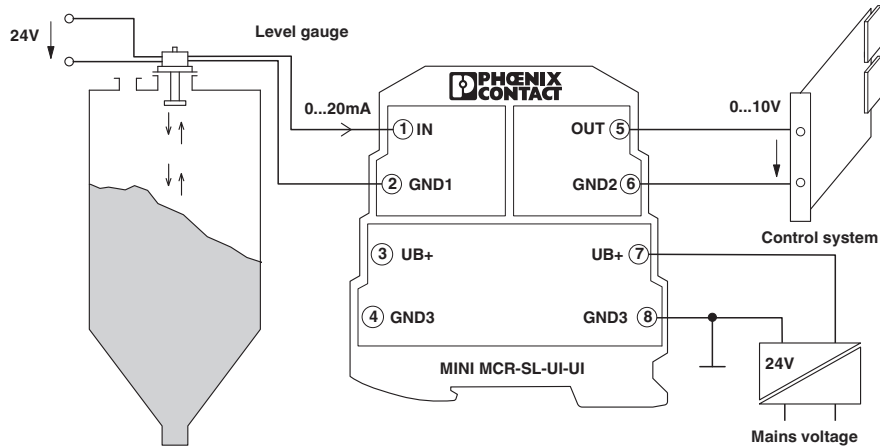 24V
Level gauge
PHŒNIX
CONTACT
0...20mA
0...10V
1 IN
OUT 5
2 GND1
GND2 6
Control system
3 UB+
UB+ 7
4 GND3
GND3 8
MINI MCR-SL-UI-UI
24V
Mains voltage